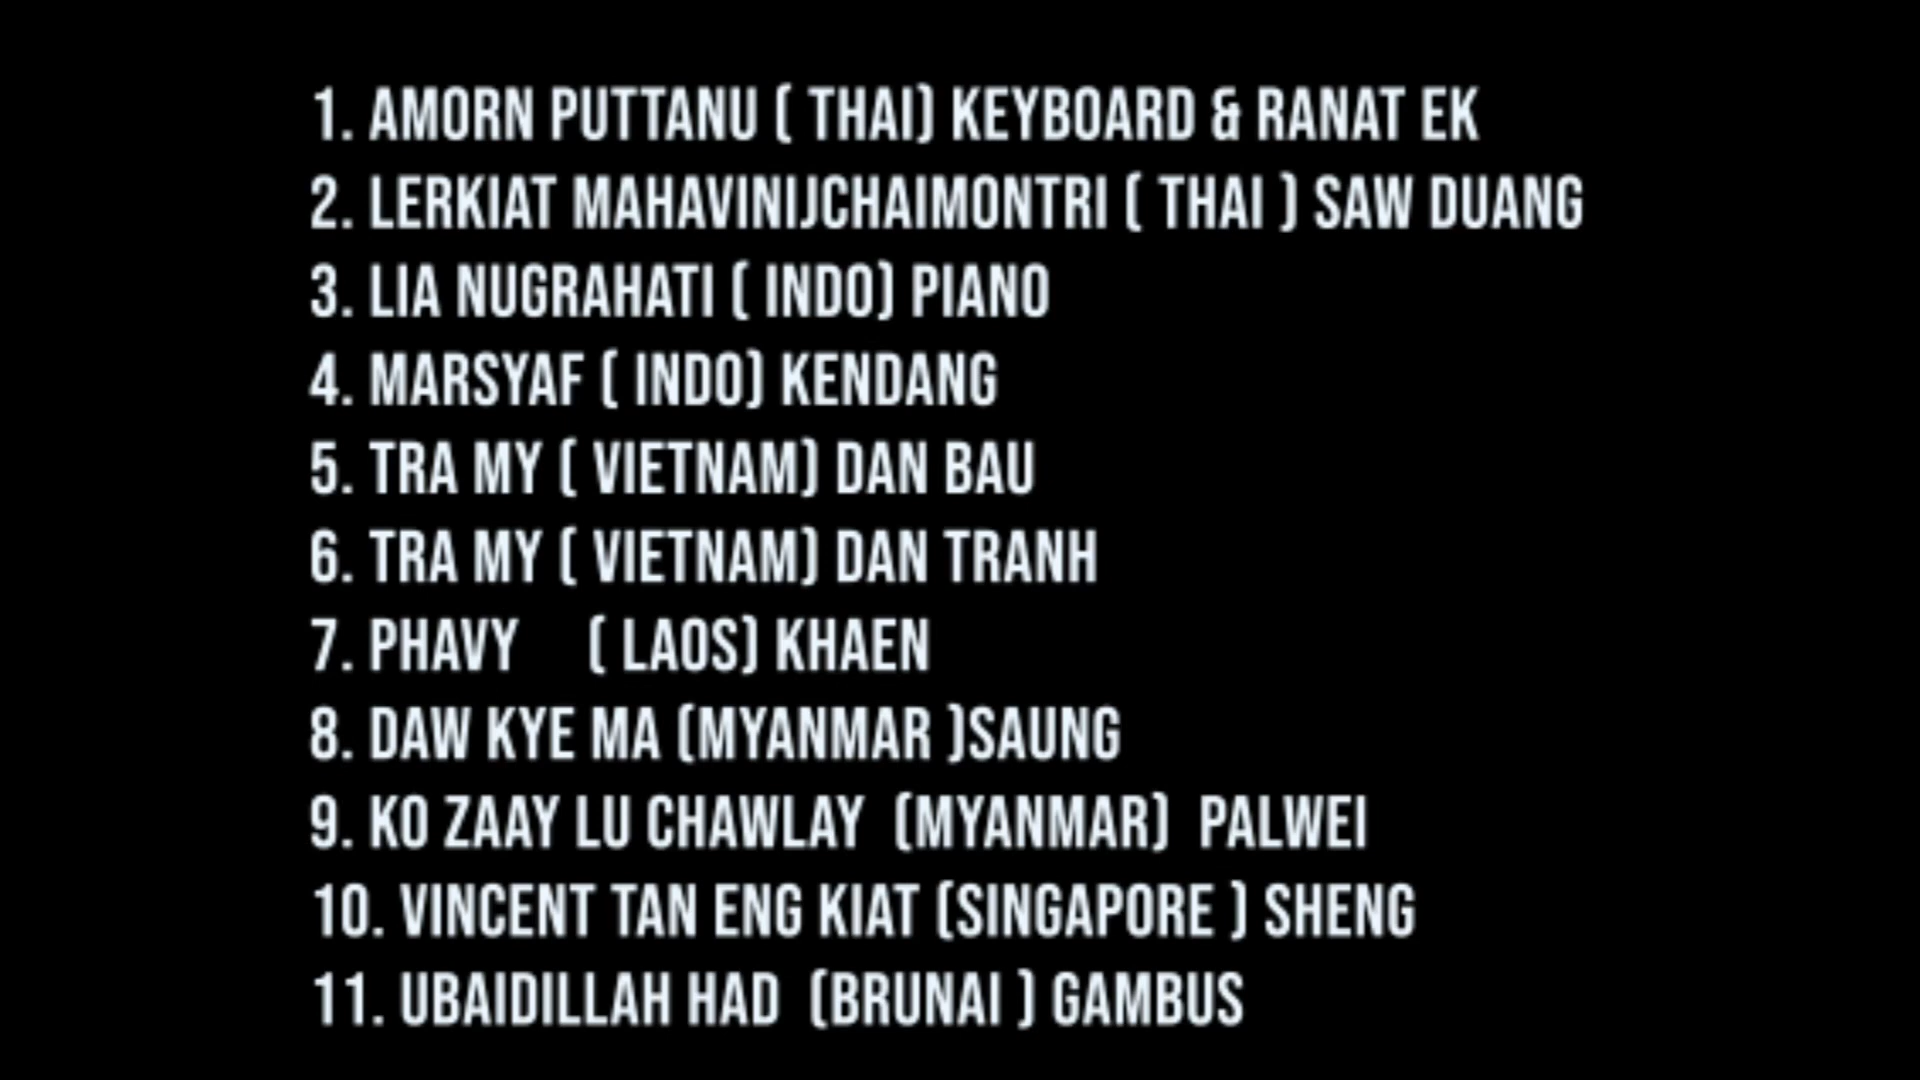 1. AMORN PUTTANU ( THAI) KEYBOARD & RANAT EK
2. LERKIAT MAHAVINIJCHAIMONTRI ( THAI ) SAW DUANG
3. LIA NUGRAHATI ( INDO) PIANO
4. MARSYAF ( INDO) KENDANG
5. TRA MY ( VIETNAM) DAN BAU
6. TRA MY ( VIETNAM) DAN TRANH
7. PHAVY ( LAOS) KHAEN
8. DAW KYE MA (MYANMAR )SAUNG
9. KO ZAAY LU CHAWLAY (MYANMAR) PALWEI
10. VINCENT TAN ENG KIAT (SINGAPORE ) SHENG
11. UBAIDILLAH HAD (BRUNAI ) GAMBUS